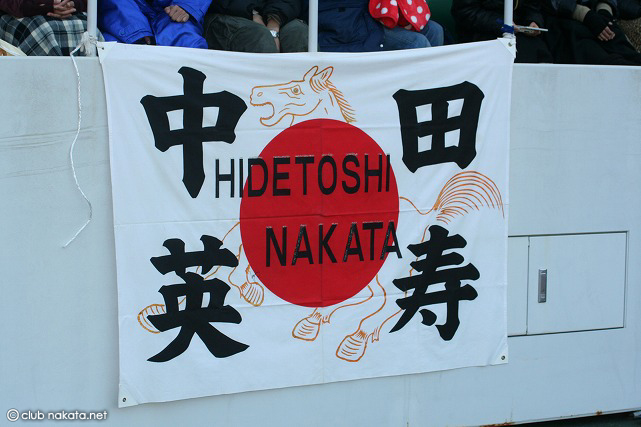 中田
HIDETOSHI
NAKATA
英寿
©club nakata.net